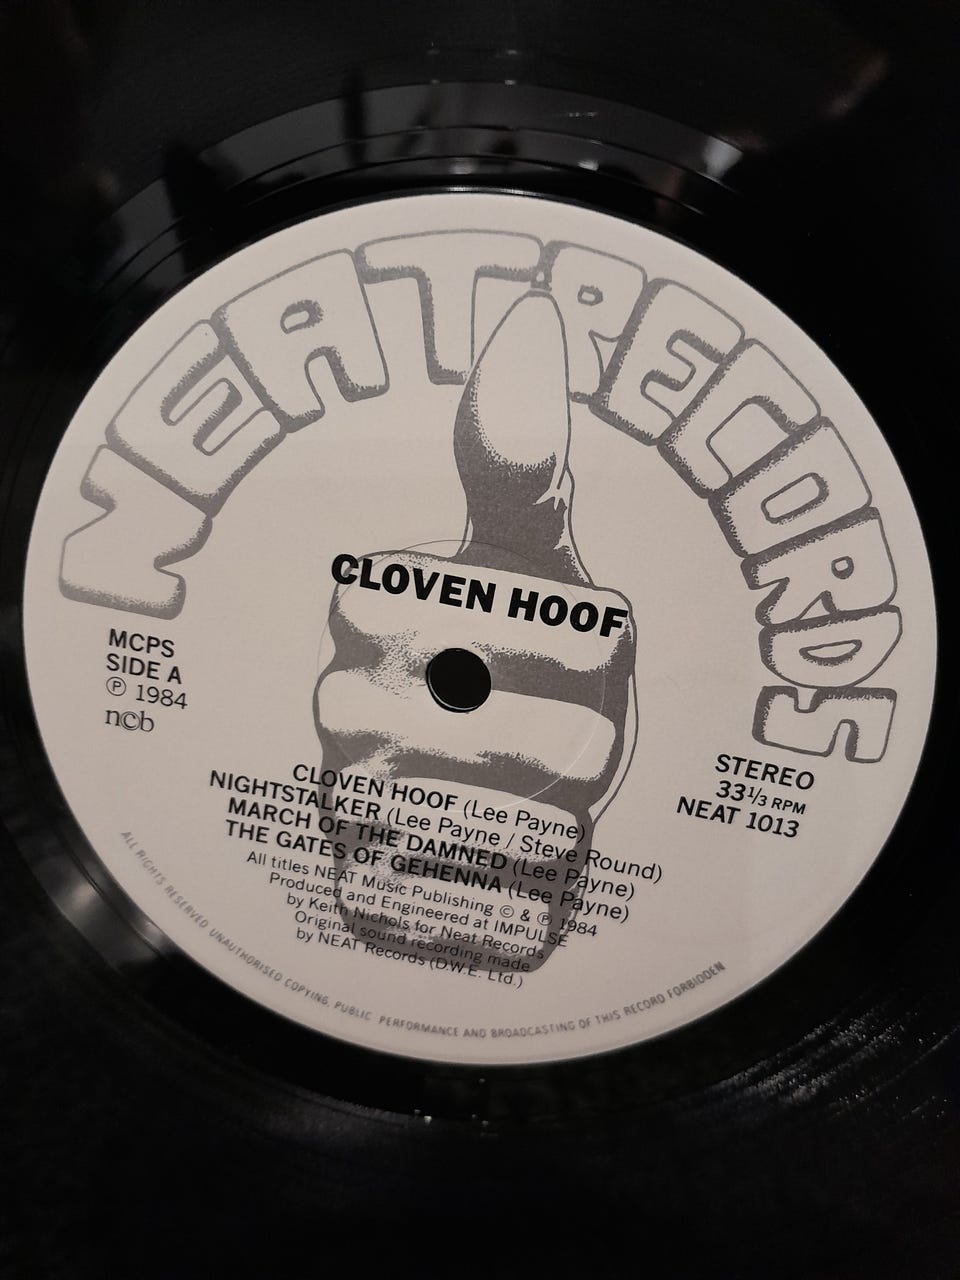 NEAT RECORDS
CLOVEN HOOF
MCPS
SIDE A
Ⓟ 1984
n©b
STEREO
33 1/3 RPM
NEAT 1013
CLOVEN HOOF (Lee Payne)
NIGHTSTALKER (Lee Payne / Steve Round)
MARCH OF THE DAMNED (Lee Payne)
THE GATES OF GEHENNA (Lee Payne)
All titles NEAT Music Publishing © & Ⓟ 1984
Produced and Engineered at IMPULSE
by Keith Nichols for Neat Records
Original sound recording made
by NEAT Records (D.W.E. Ltd.)
ALL RIGHTS RESERVED UNAUTHORISED COPYING, PUBLIC PERFORMANCE AND BROADCASTING OF THIS RECORD FORBIDDEN